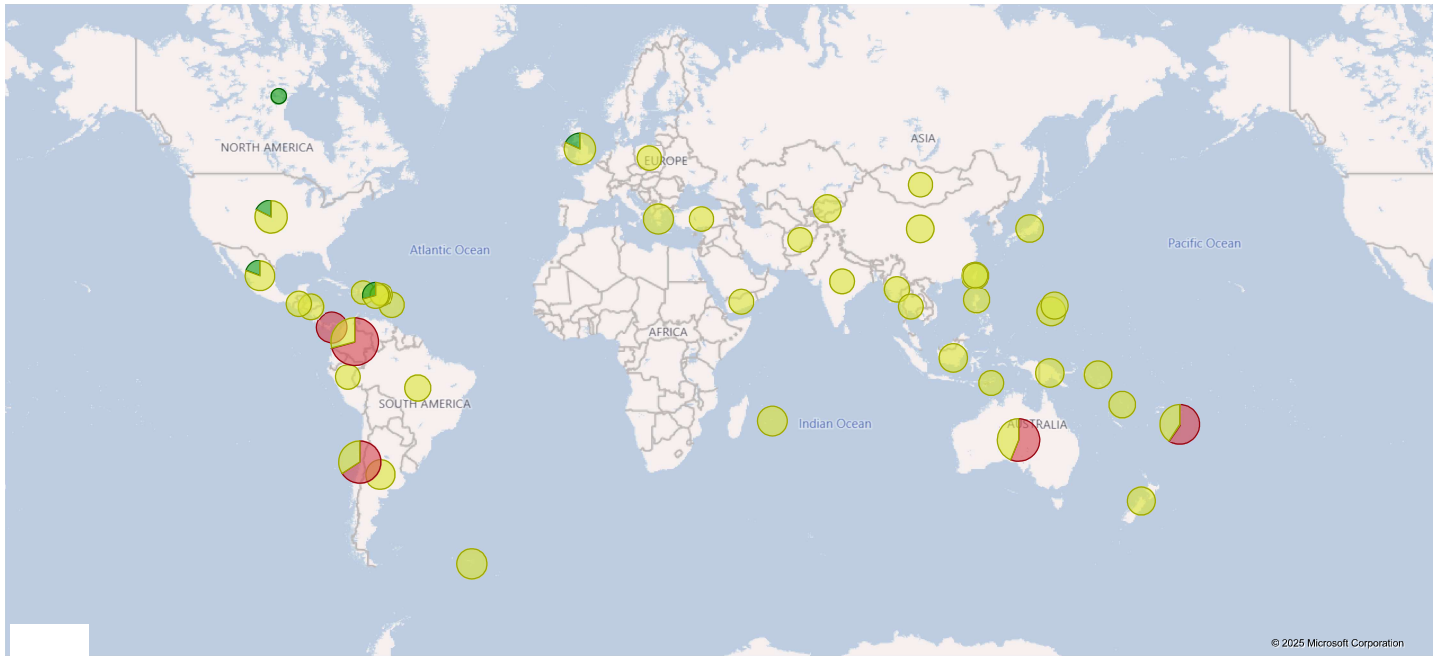 ASIA
NORTH AMERICA
EUROPE
Atlantic Ocean
Pacific Ocean
AFRICA
SOUTH AMERICA
Indian Ocean
AUSTRALIA
© 2025 Microsoft Corporation